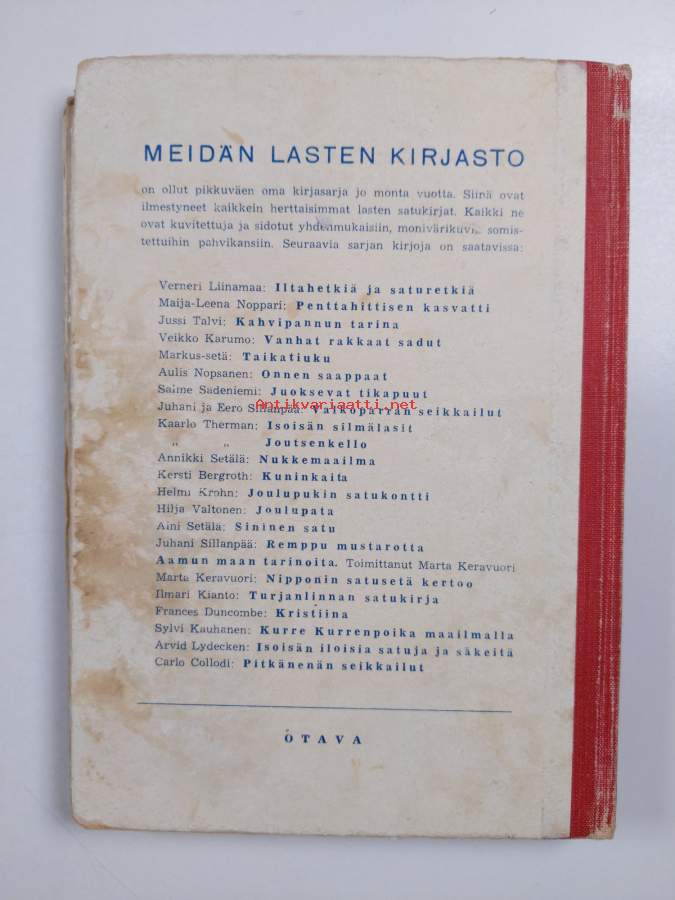 MEIDÄN LASTEN KIRJASTO
on ollut pikkuväen oma kirjasarja jo monta vuotta. Siinä ovat
ilmestyneet kaikkein herttaisimmat lasten satukirjat. Kaikki ne
ovat kuvitettuja ja sidotut yhdenmukaisiin, monivärikuvin somis-
tettuihin pahvikansiin. Seuraavia sarjan kirjoja on saatavissa:
Verneri Liinamaa: Iltahetkiä ja saturetkiä
Maija-Leena Noppari: Penttahittisen kasvatti
Jussi Talvi: Kahvipannun tarina
Veikko Karumo: Vanhat rakkaat sadut
Markus-setä: Taikatiuku
Aulis Nopsanen: Onnen saappaat
Saime Sadeniemi: Juoksevat tikapuut
Antikvariaatti.net
Juhani ja Eero Sillanpää: Valkoparran seikkailut
Kaarlo Therman: Isoisän silmälasit
„ „ Joutsenkello
Annikki Setälä: Nukkemaailma
Kersti Bergroth: Kuninkaita
Helmi Krohn: Joulupukin satukontti
Hilja Valtonen: Joulupata
Aini Setälä: Sininen satu
Juhani Sillanpää: Remppu mustarotta
Aamun maan tarinoita. Toimittanut Marta Keravuori
Marta Keravuori: Nipponin satusetä kertoo
Ilmari Kianto: Turjanlinnan satukirja
Frances Duncombe: Kristiina
Sylvi Kauhanen: Kurre Kurrenpoika maailmalla
Arvid Lydecken: Isoisän iloisia satuja ja säkeitä
Carlo Collodi: Pitkänenän seikkailut
OTAVA